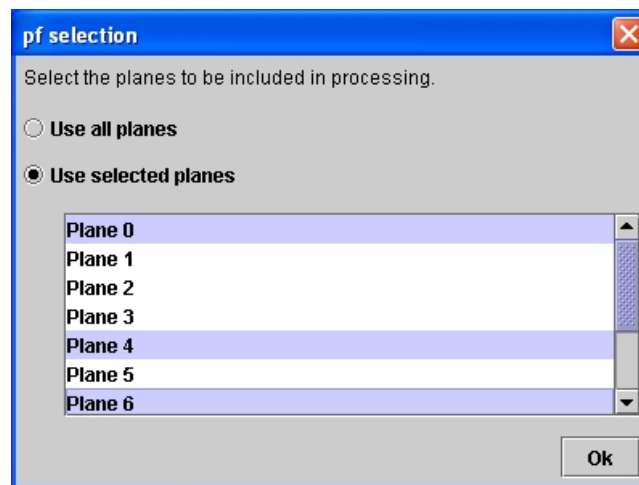 pf selection
Select the planes to be included in processing.
Use all planes
Use selected planes
Plane 0
Plane 1
Plane 2
Plane 3
Plane 4
Plane 5
Plane 6
Ok